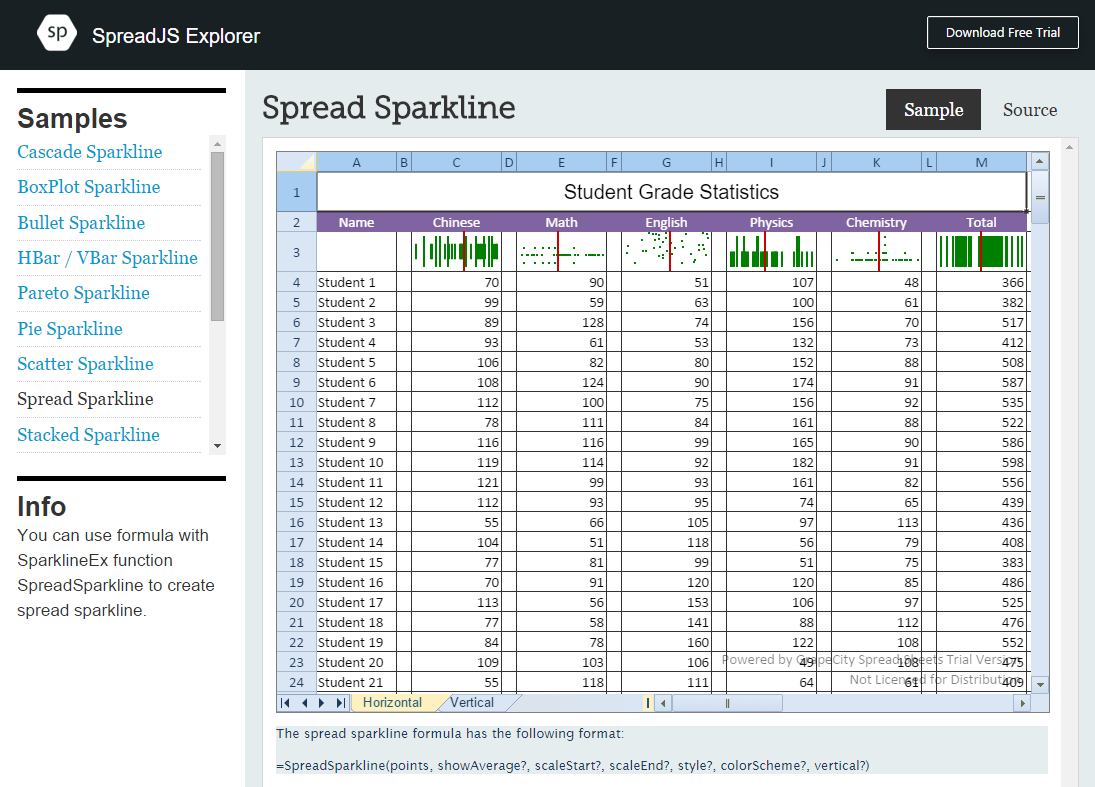 sp SpreadJS Explorer Download Free Trial
Samples
Cascade Sparkline
BoxPlot Sparkline
Bullet Sparkline
HBar / VBar Sparkline
Pareto Sparkline
Pie Sparkline
Scatter Sparkline
Spread Sparkline
Stacked Sparkline
Info
You can use formula with
SparklineEx function
SpreadSparkline to create
spread sparkline.
Spread Sparkline Sample Source
A B C D E F G H I J K L M
1 Student Grade Statistics
2 Name Chinese Math English Physics Chemistry Total
3
4 Student 1 70 90 51 107 48 366
5 Student 2 99 59 63 100 61 382
6 Student 3 89 128 74 156 70 517
7 Student 4 93 61 53 132 73 412
8 Student 5 106 82 80 152 88 508
9 Student 6 108 124 90 174 91 587
10 Student 7 112 100 75 156 92 535
11 Student 8 78 111 84 161 88 522
12 Student 9 116 116 99 165 90 586
13 Student 10 119 114 92 182 91 598
14 Student 11 121 99 93 161 82 556
15 Student 12 112 93 95 74 65 439
16 Student 13 55 66 105 97 113 436
17 Student 14 104 51 118 56 79 408
18 Student 15 77 81 99 51 75 383
19 Student 16 70 91 120 120 85 486
20 Student 17 113 56 153 106 97 525
21 Student 18 77 58 141 88 112 476
22 Student 19 84 78 160 122 108 552
23 Student 20 109 103 106 49 108 475
Powered by GrapeCity Spread Sheets Trial Version
24 Student 21 55 118 111 64 61 409
Not Licensed for Distribution
Horizontal Vertical
The spread sparkline formula has the following format:
=SpreadSparkline(points, showAverage?, scaleStart?, scaleEnd?, style?, colorScheme?, vertical?)